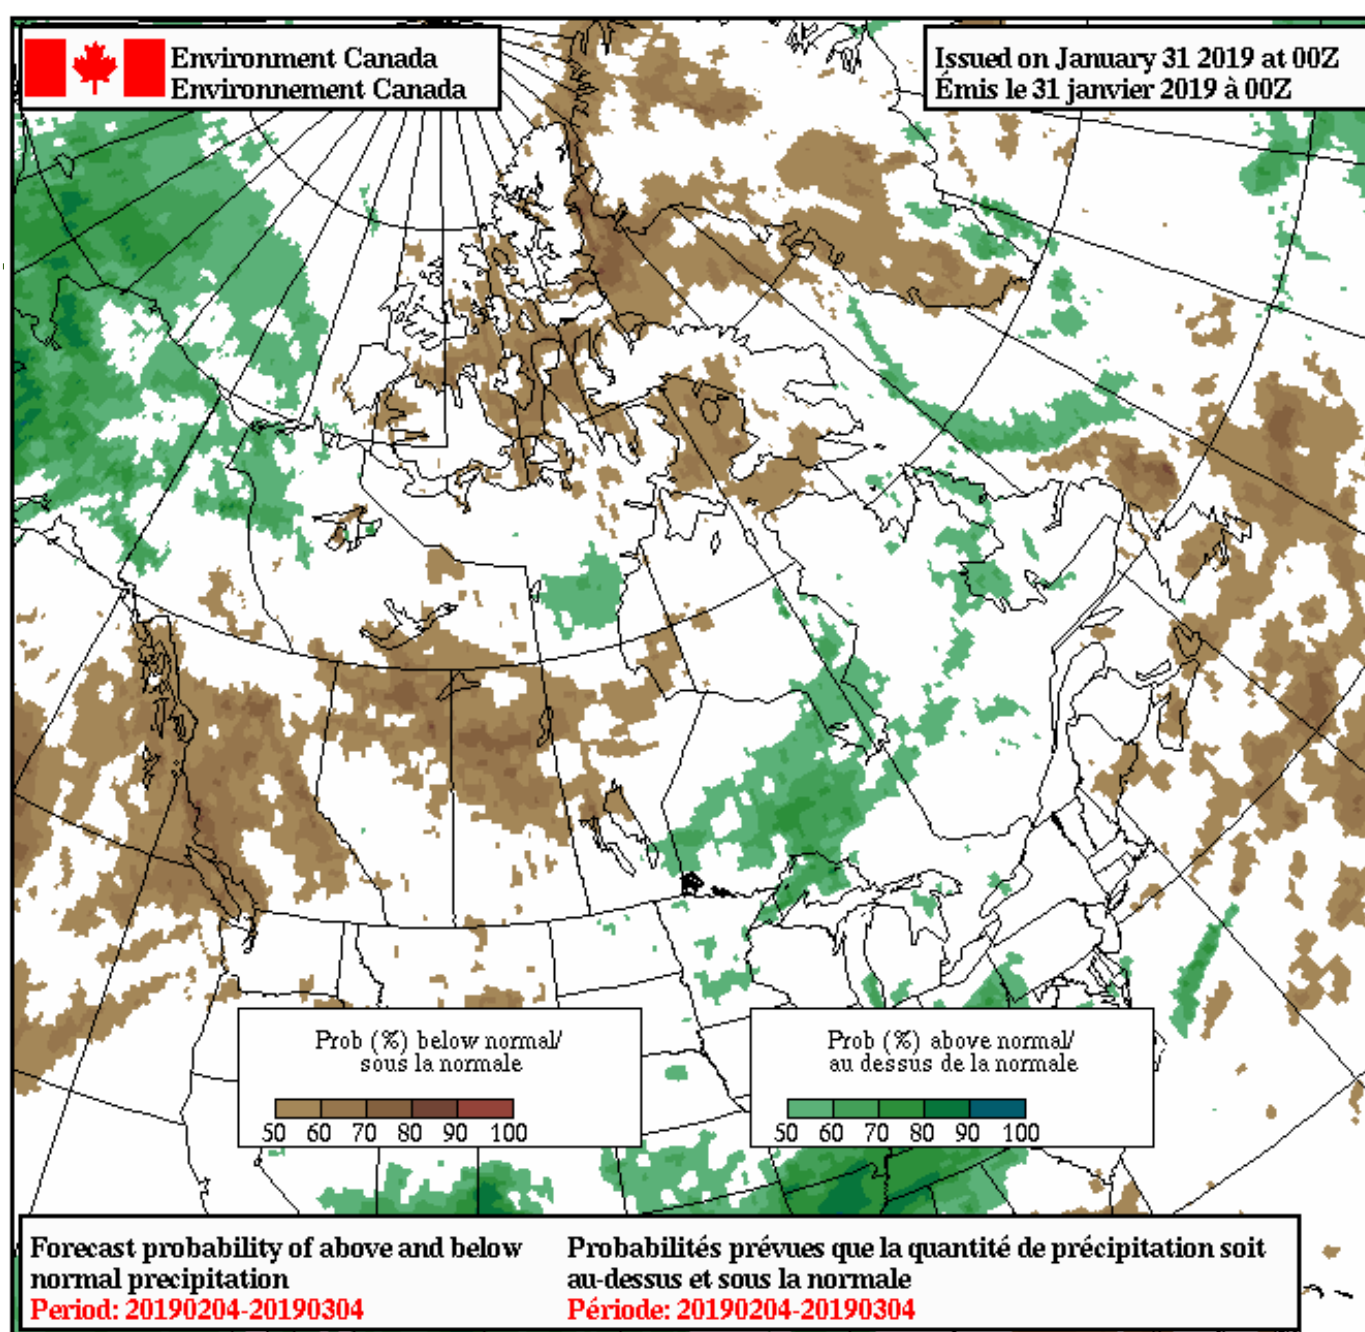 Environment Canada
Environnement Canada
Issued on January 31 2019 at 00Z
Émis le 31 janvier 2019 à 00Z
Prob (%) below normal/
sous la normale
50 60 70 80 90 100
Prob (%) above normal/
au dessus de la normale
50 60 70 80 90 100
Forecast probability of above and below
normal precipitation
Period: 20190204-20190304
Probabilités prévues que la quantité de précipitation soit
au-dessus et sous la normale
Période: 20190204-20190304